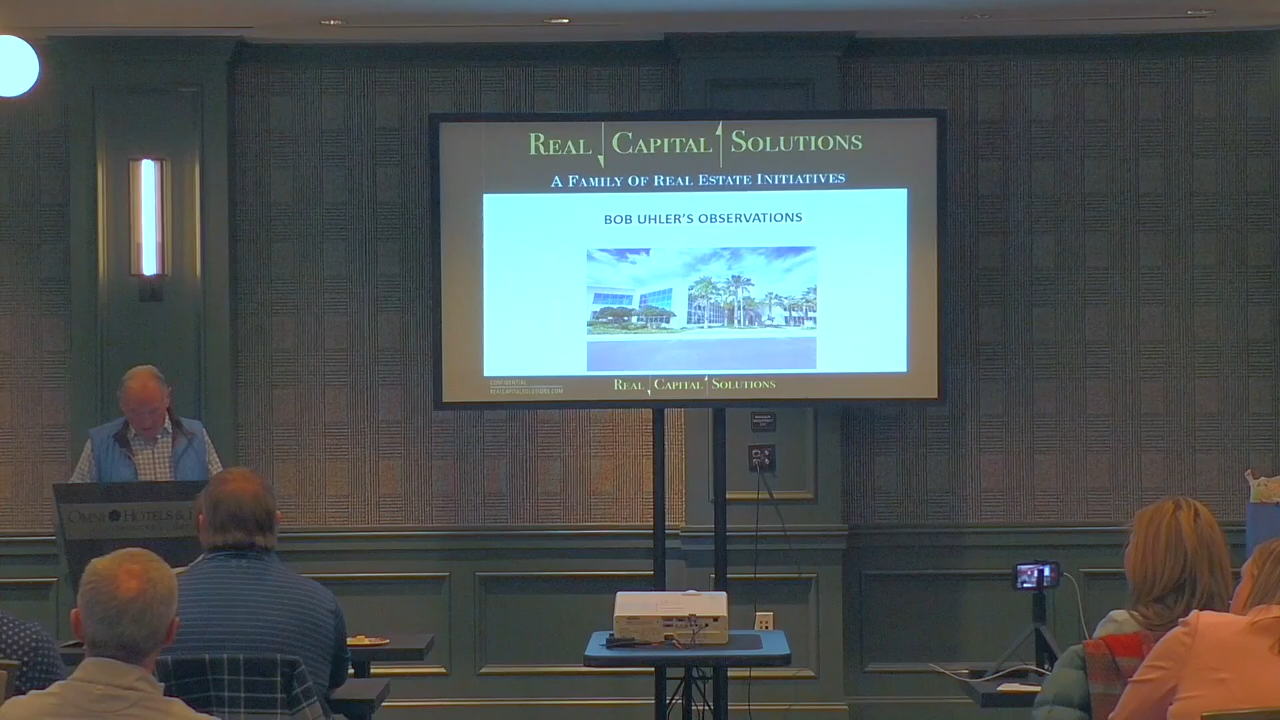 REAL CAPITAL SOLUTIONS
A FAMILY OF REAL ESTATE INITIATIVES
BOB UHLER'S OBSERVATIONS
CONFIDENTIAL
REALCAPITALSOLUTIONS.COM
REAL CAPITAL SOLUTIONS
OMNI HOTELS &